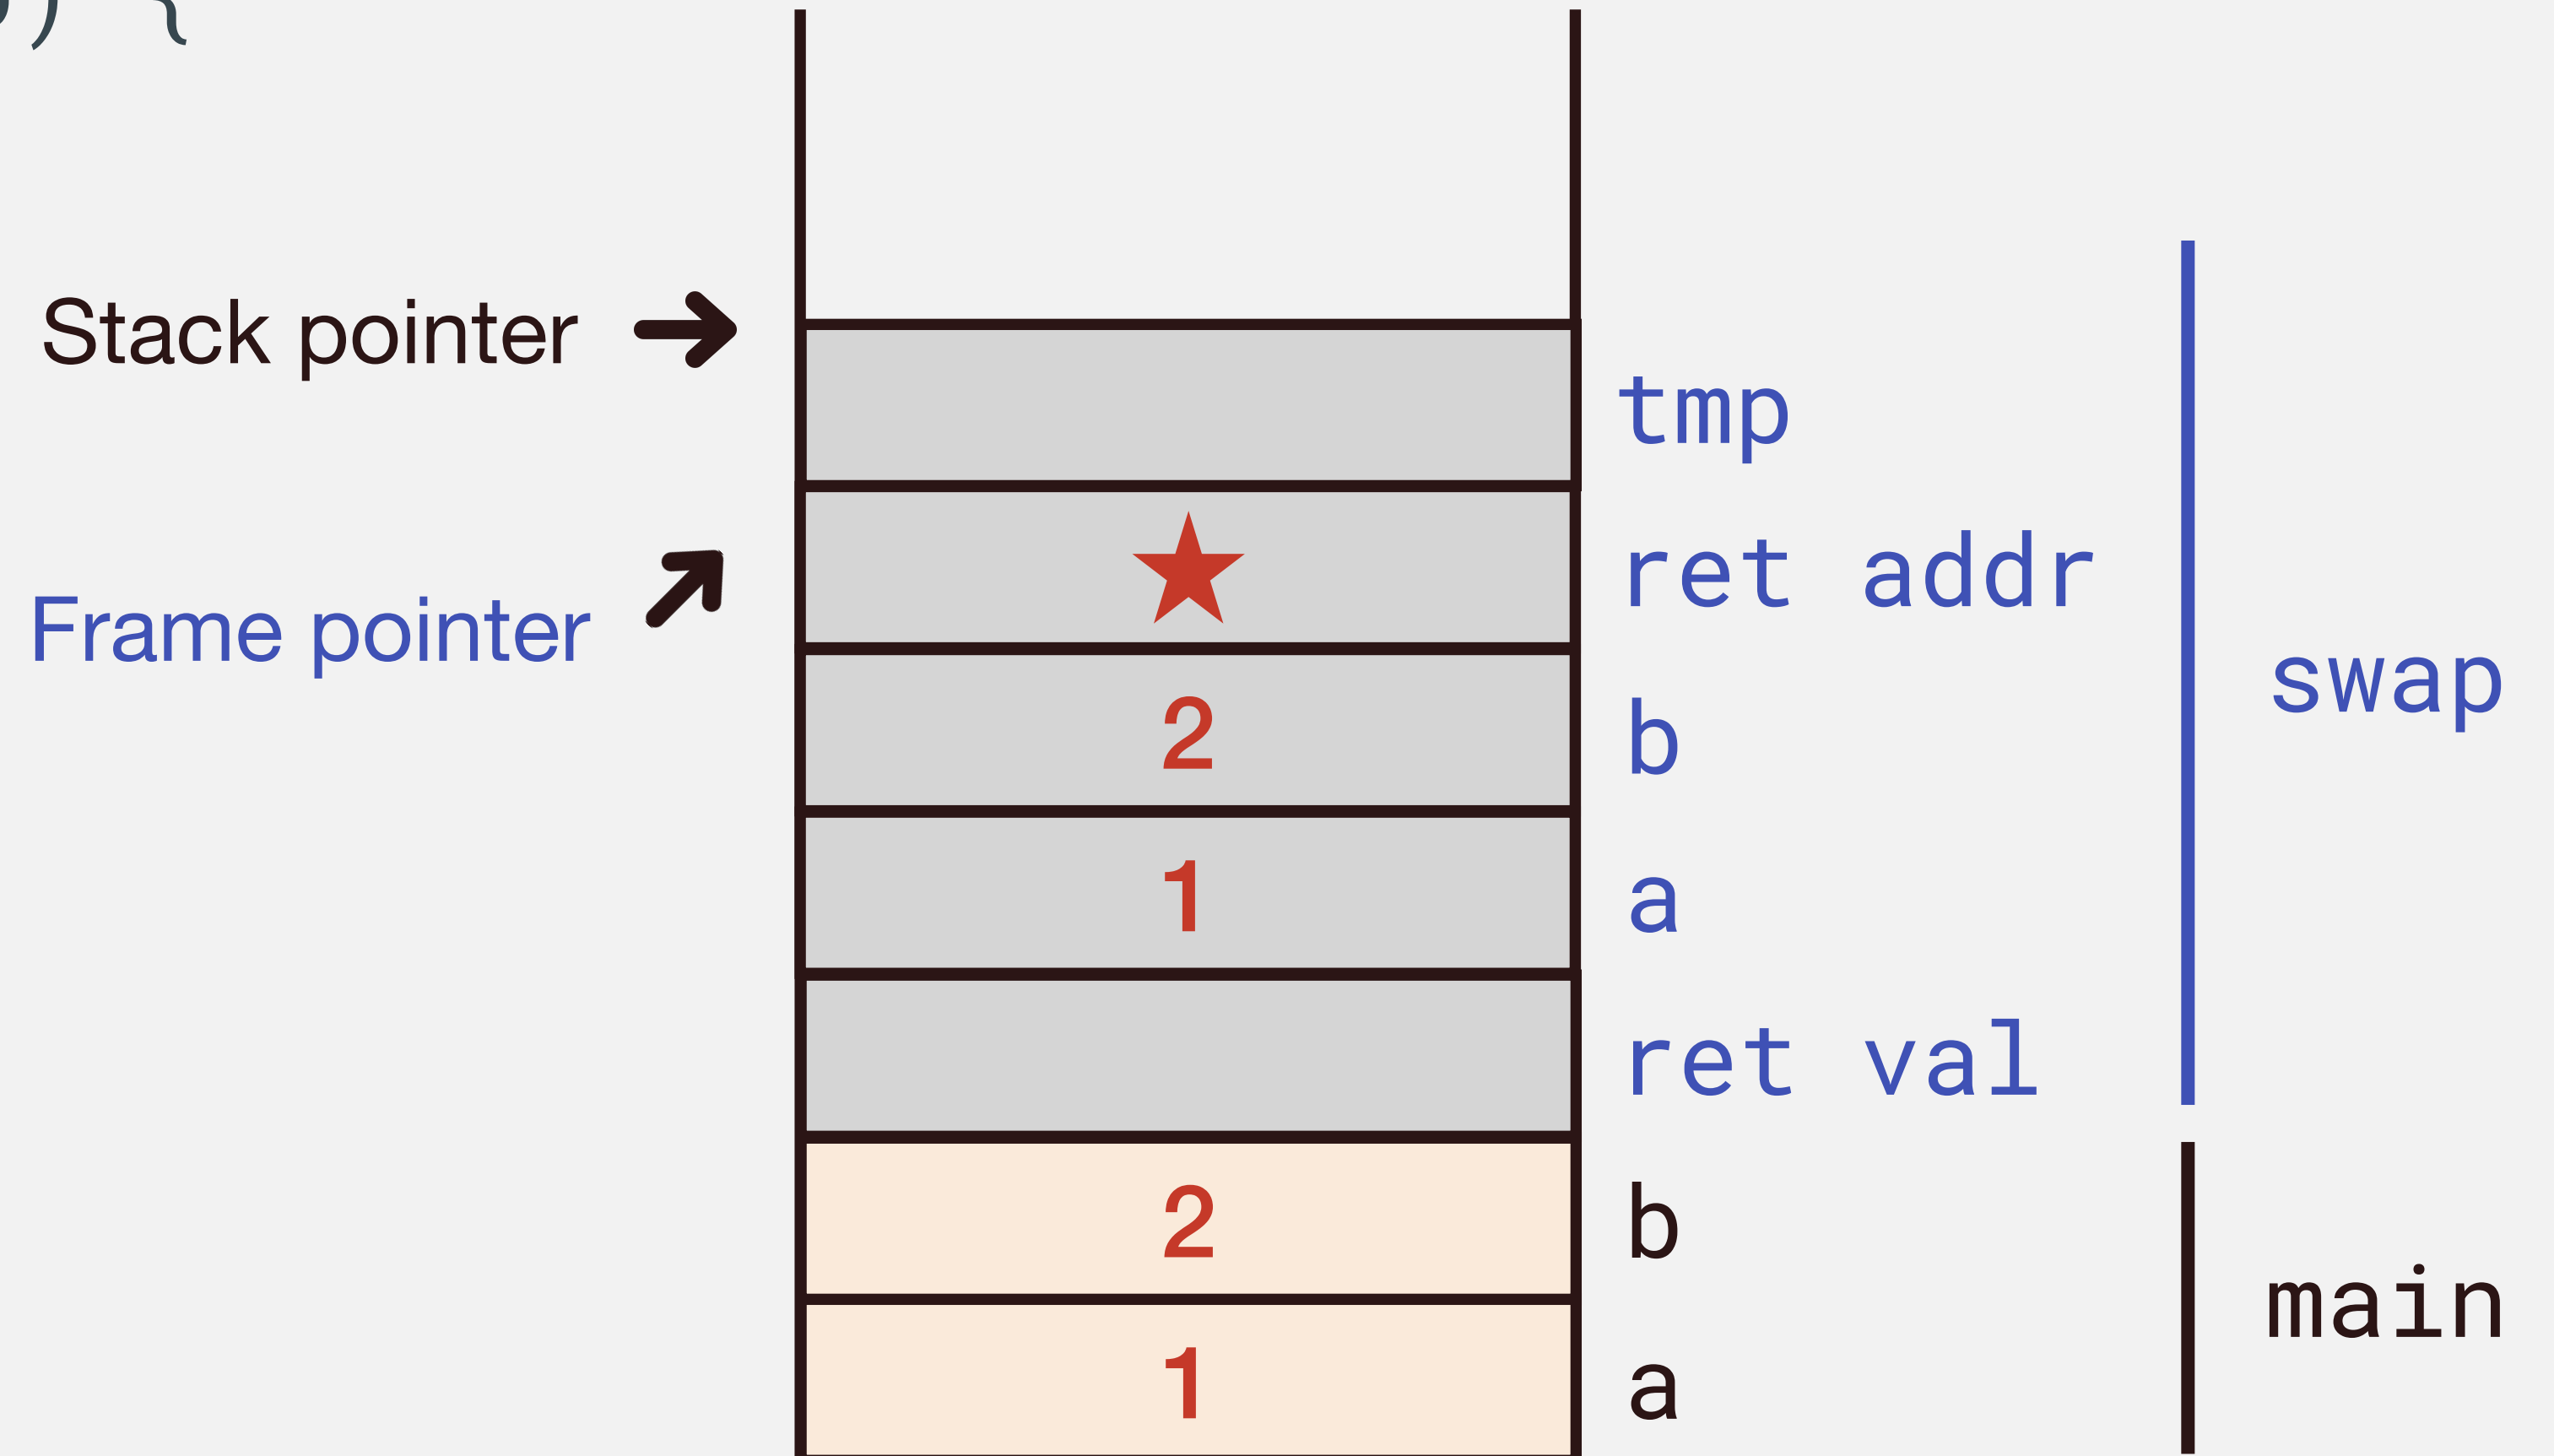 ) {
Stack pointer
tmp
ret addr
Frame pointer
2 b
swap
1 a
ret val
2 b
main
1 a